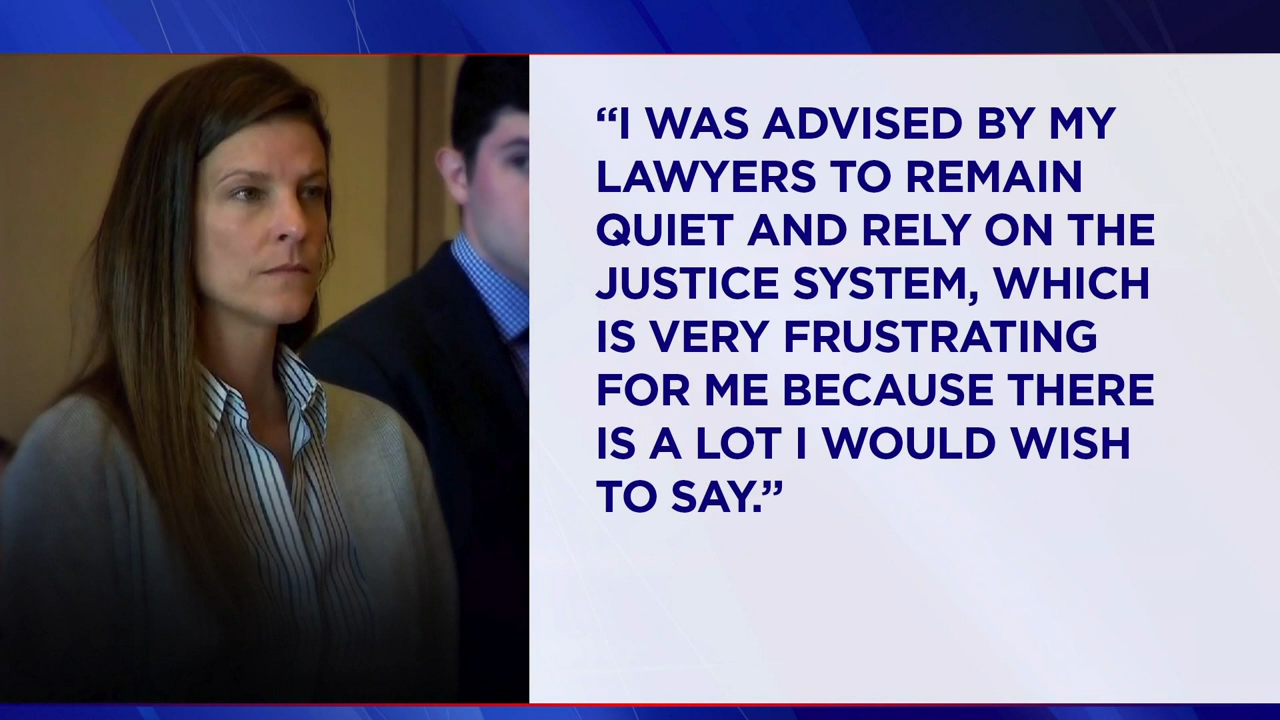 “I WAS ADVISED BY MY
LAWYERS TO REMAIN
QUIET AND RELY ON THE
JUSTICE SYSTEM, WHICH
IS VERY FRUSTRATING
FOR ME BECAUSE THERE
IS A LOT I WOULD WISH
TO SAY.”